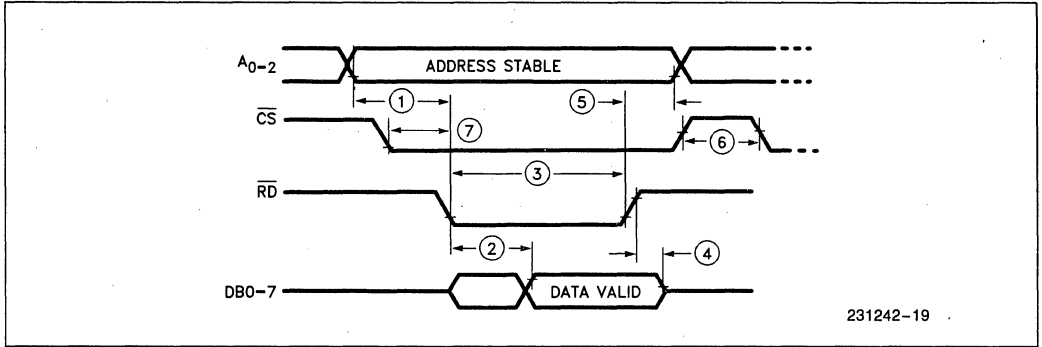 A0-2
ADDRESS STABLE
1
5
CS
7
6
3
RD
2
4
DB0-7
DATA VALID
231242-19